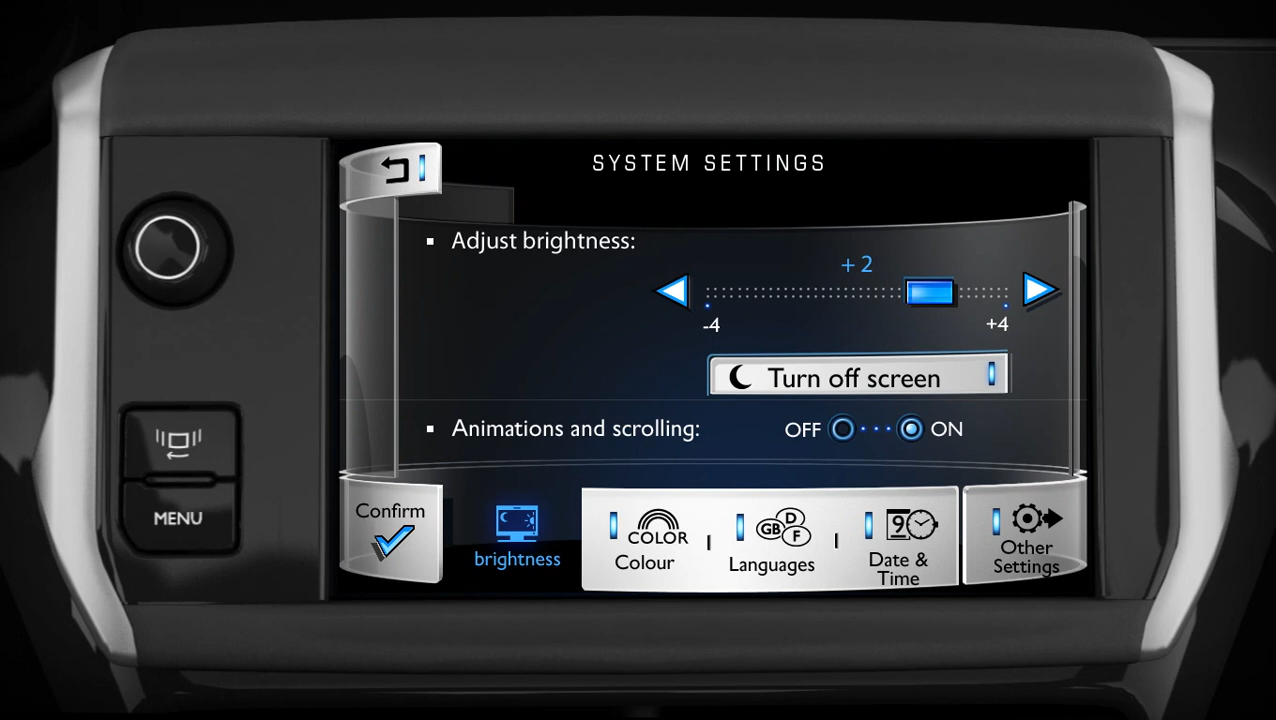 SYSTEM SETTINGS
Adjust brightness:
+ 2
-4
+4
Turn off screen
Animations and scrolling:
OFF
ON
MENU
Confirm
brightness
COLOR
Colour
GB D F
Languages
9
Date &
Time
Other
Settings